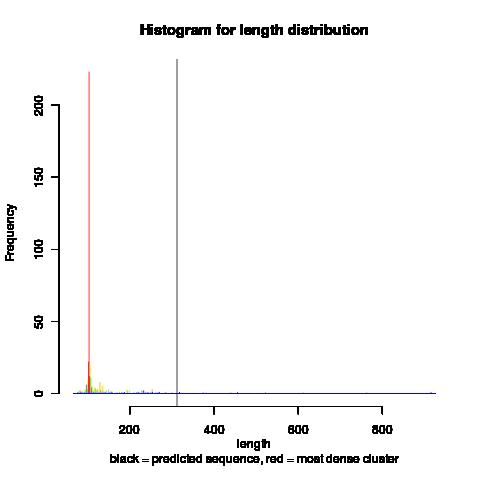 Histogram for length distribution
Frequency
200
150
100
50
0
200 400 600 800
length
black = predicted sequence, red = most dense cluster